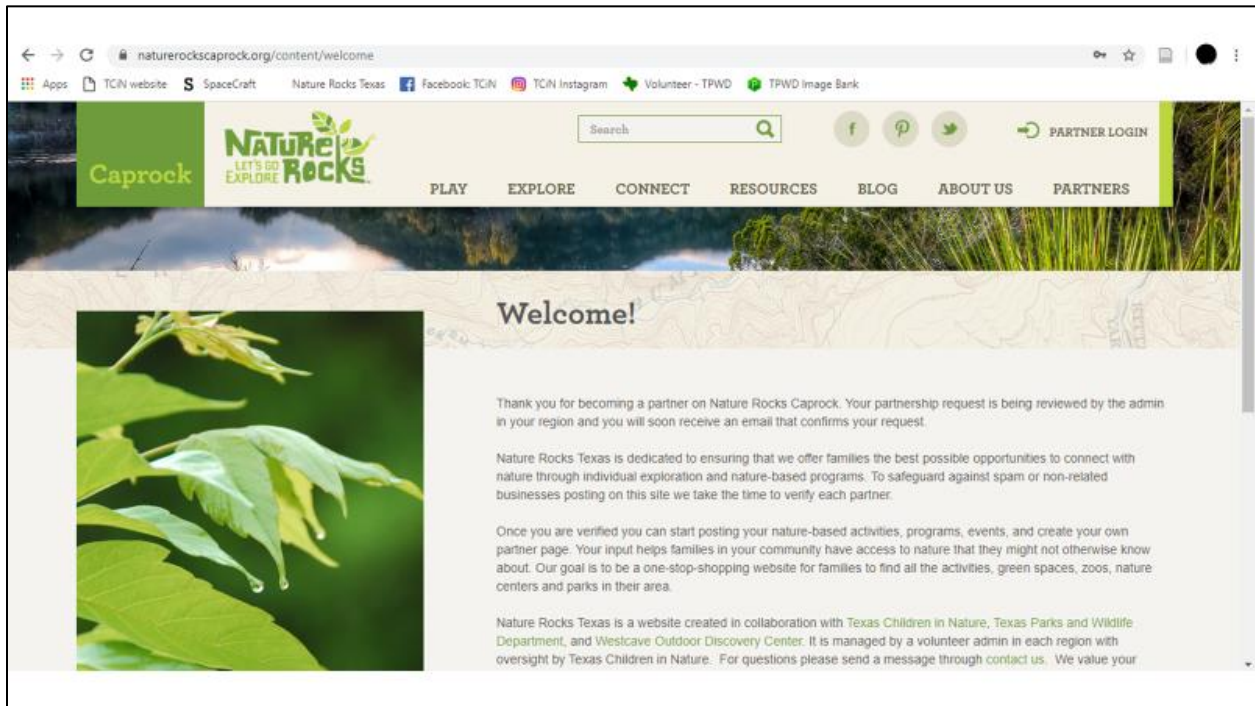 naturerockscaprock.org/content/welcome
Apps TCiN website S SpaceCraft Nature Rocks Texas Facebook: TCiN TCiN Instagram Volunteer - TPWD TPWD Image Bank
Caprock
NATURE
LET'S GO
EXPLORE ROCKS
Search
PARTNER LOGIN
PLAY EXPLORE CONNECT RESOURCES BLOG ABOUT US PARTNERS
Welcome!
Thank you for becoming a partner on Nature Rocks Caprock. Your partnership request is being reviewed by the admin
in your region and you will soon receive an email that confirms your request.
Nature Rocks Texas is dedicated to ensuring that we offer families the best possible opportunities to connect with
nature through individual exploration and nature-based programs. To safeguard against spam or non-related
businesses posting on this site we take the time to verify each partner.
Once you are verified you can start posting your nature-based activities, programs, events, and create your own
partner page. Your input helps families in your community have access to nature that they might not otherwise know
about. Our goal is to be a one-stop-shopping website for families to find all the activities, green spaces, zoos, nature
centers and parks in their area.
Nature Rocks Texas is a website created in collaboration with Texas Children in Nature, Texas Parks and Wildlife
Department, and Westcave Outdoor Discovery Center. It is managed by a volunteer admin in each region with
oversight by Texas Children in Nature. For questions please send a message through contact us. We value your